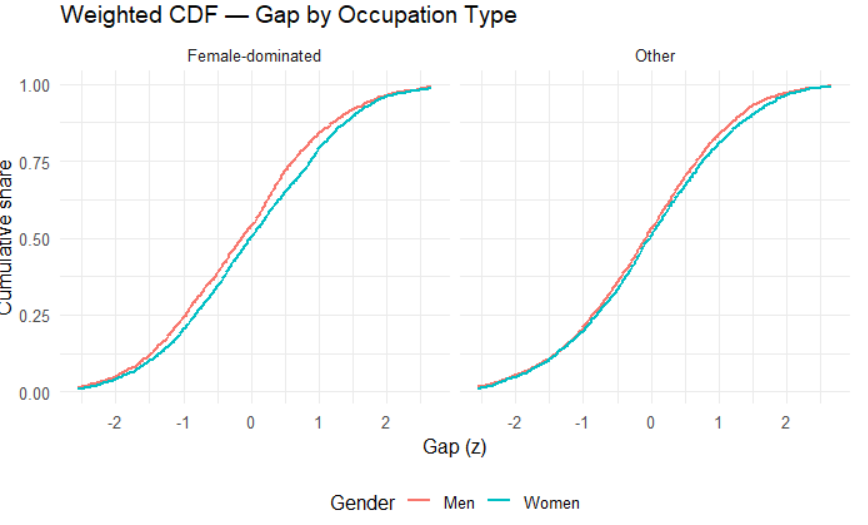 Weighted CDF — Gap by Occupation Type
Female-dominated
Other
Cumulative share
1.00
0.75
0.50
0.25
0.00
-2 -1 0 1 2
-2 -1 0 1 2
Gap (z)
Gender Men Women